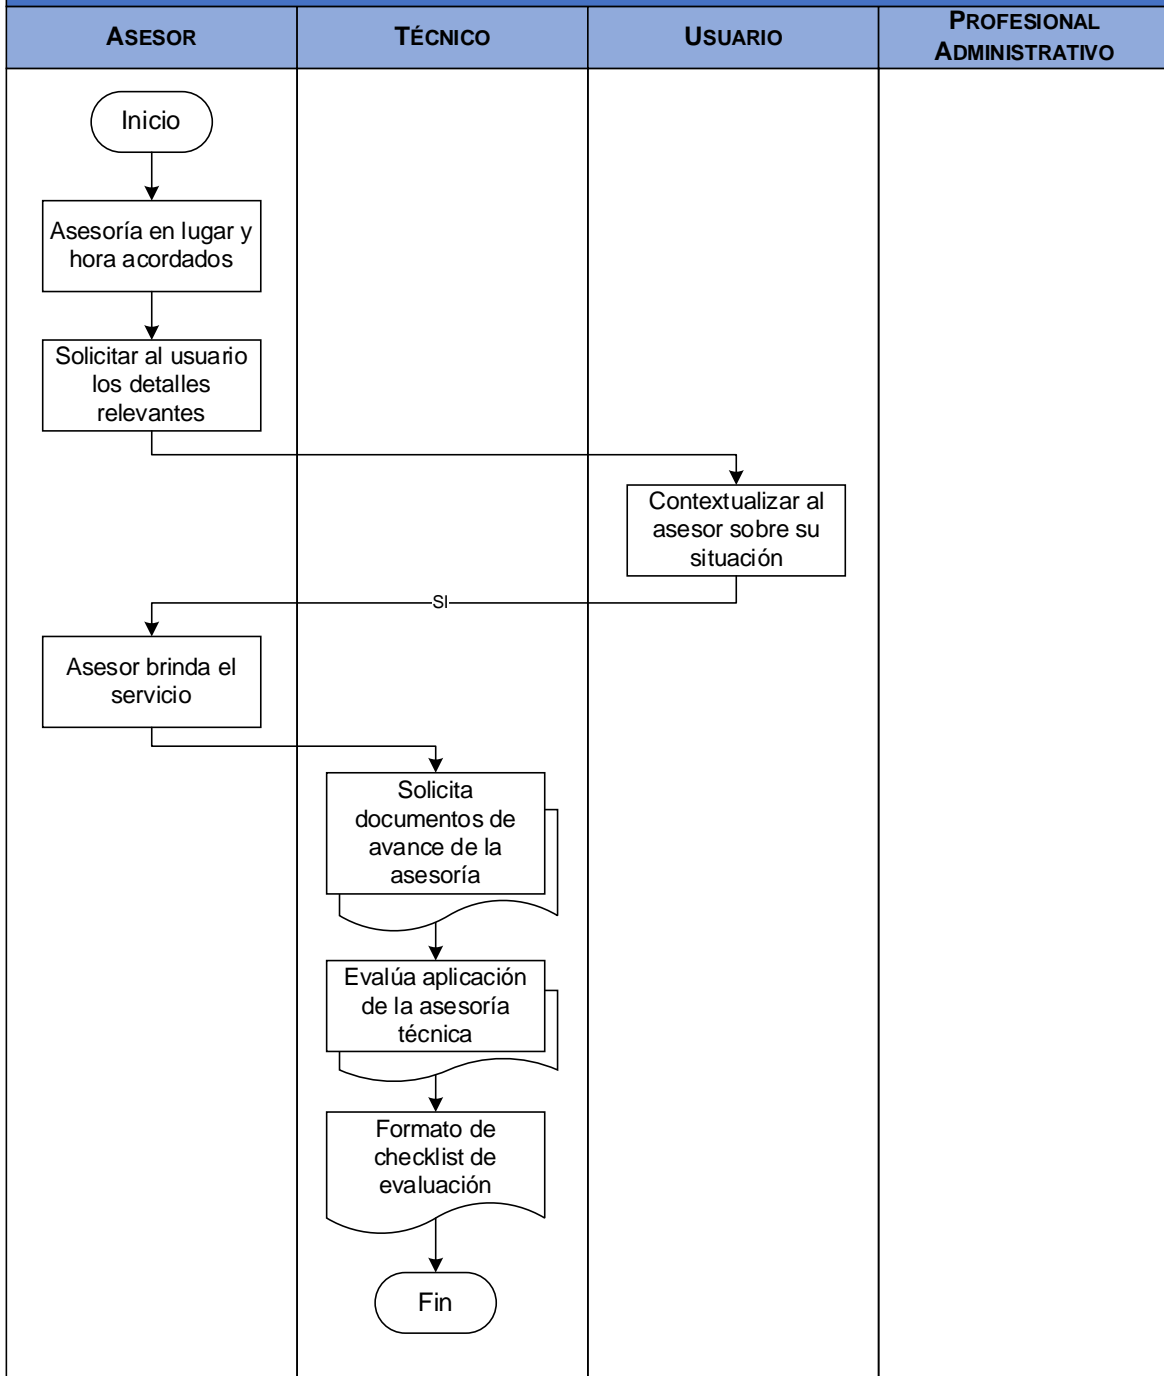 ASESOR
TÉCNICO
USUARIO
PROFESIONAL
ADMINISTRATIVO
Inicio
Asesoría en lugar y
hora acordados
Solicitar al usuario
los detalles
relevantes
Contextualizar al
asesor sobre su
situación
SI
Asesor brinda el
servicio
Solicita
documentos de
avance de la
asesoría
Evalúa aplicación
de la asesoría
técnica
Formato de
checklist de
evaluación
Fin